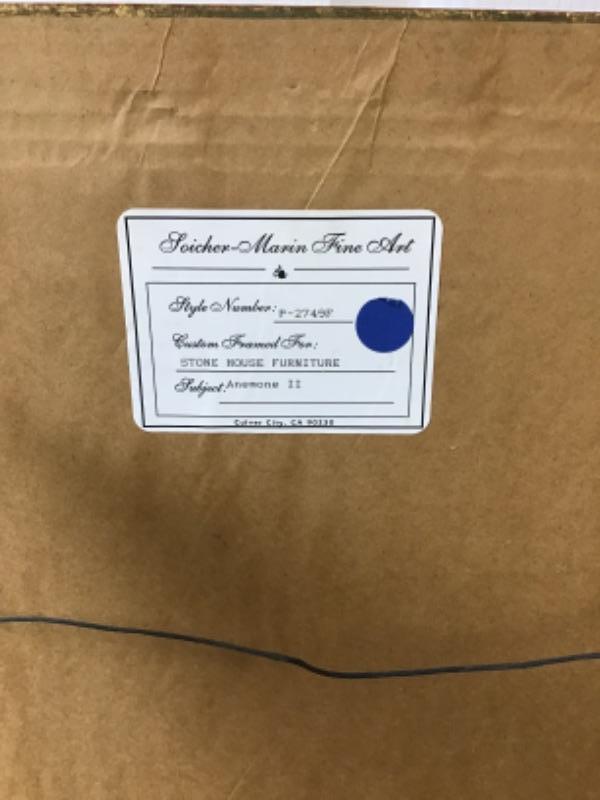 Soicher-Marin Fine Art
Style Number: P-2749F
Custom Framed For:
STONE HOUSE FURNITURE
Subject: Anemone II
Culver City, CA 90230